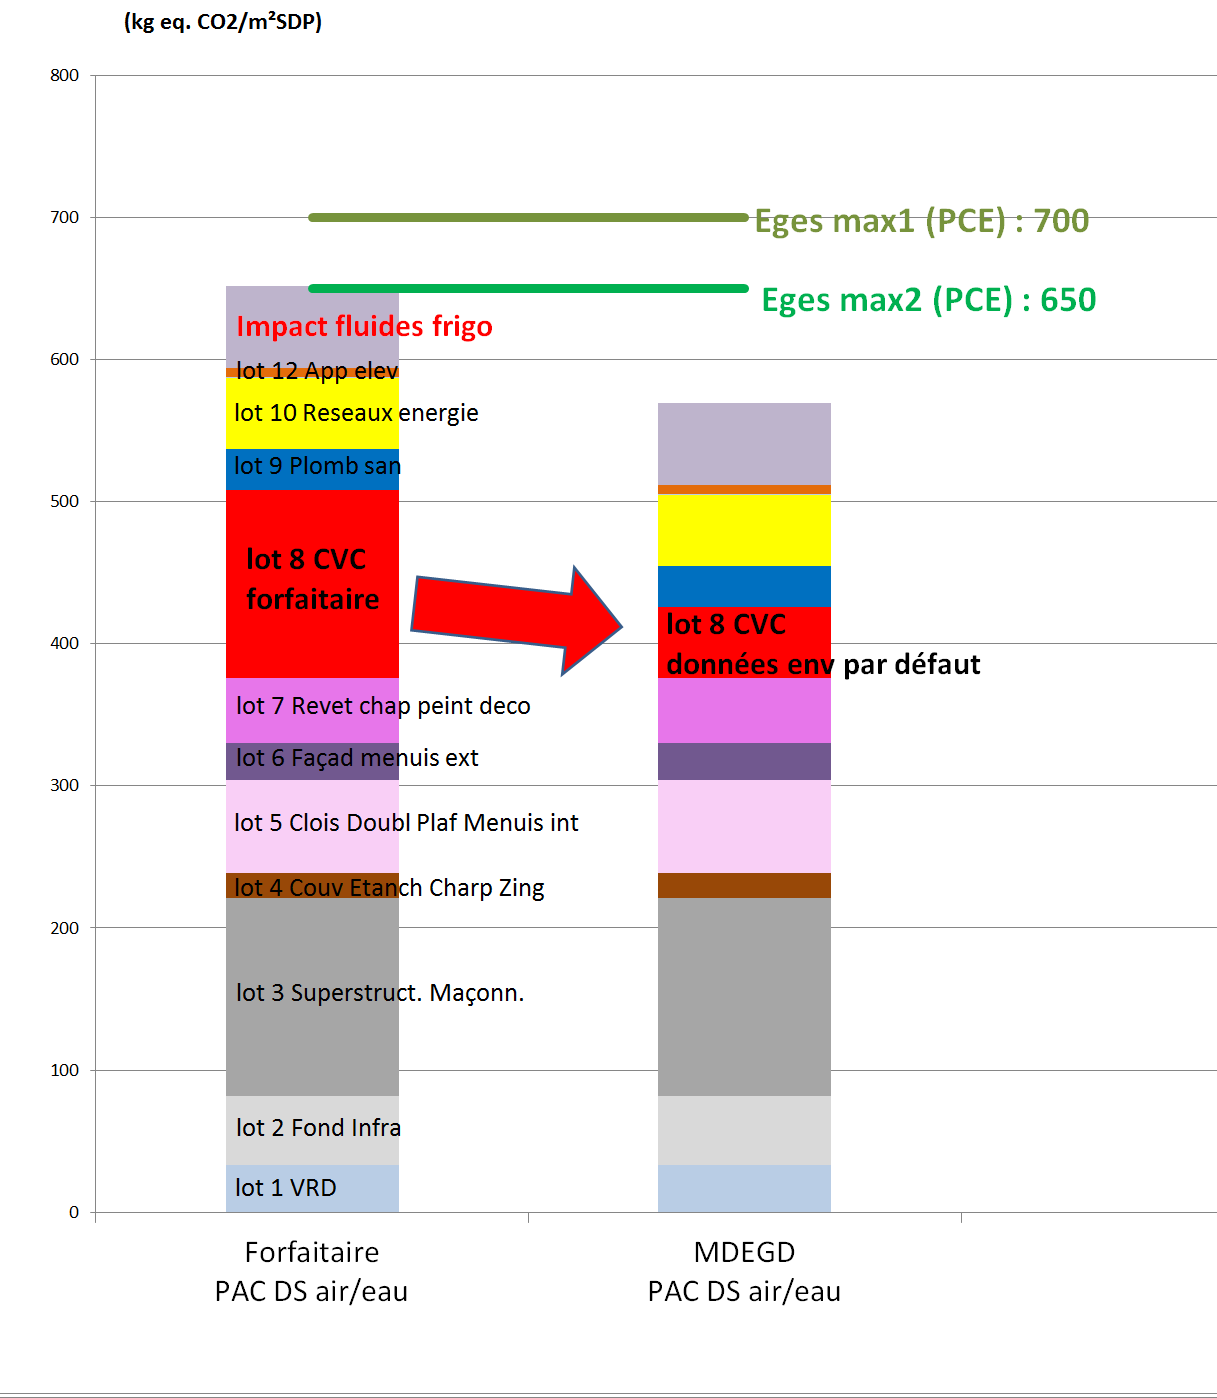 (kg eq. CO2/m²SDP)
800
700
Eges max1 (PCE) : 700
Eges max2 (PCE) : 650
Impact fluides frigo
600
lot 12 App elev
lot 10 Reseaux energie
lot 9 Plomb san
500
lot 8 CVC
forfaitaire
lot 8 CVC
données env par défaut
400
lot 7 Revet chap peint deco
lot 6 Façad menuis ext
300
lot 5 Clois Doubl Plaf Menuis int
lot 4 Couv Etanch Charp Zing
200
lot 3 Superstruct. Maçonn.
100
lot 2 Fond Infra
lot 1 VRD
0
Forfaitaire
PAC DS air/eau
MDEGD
PAC DS air/eau